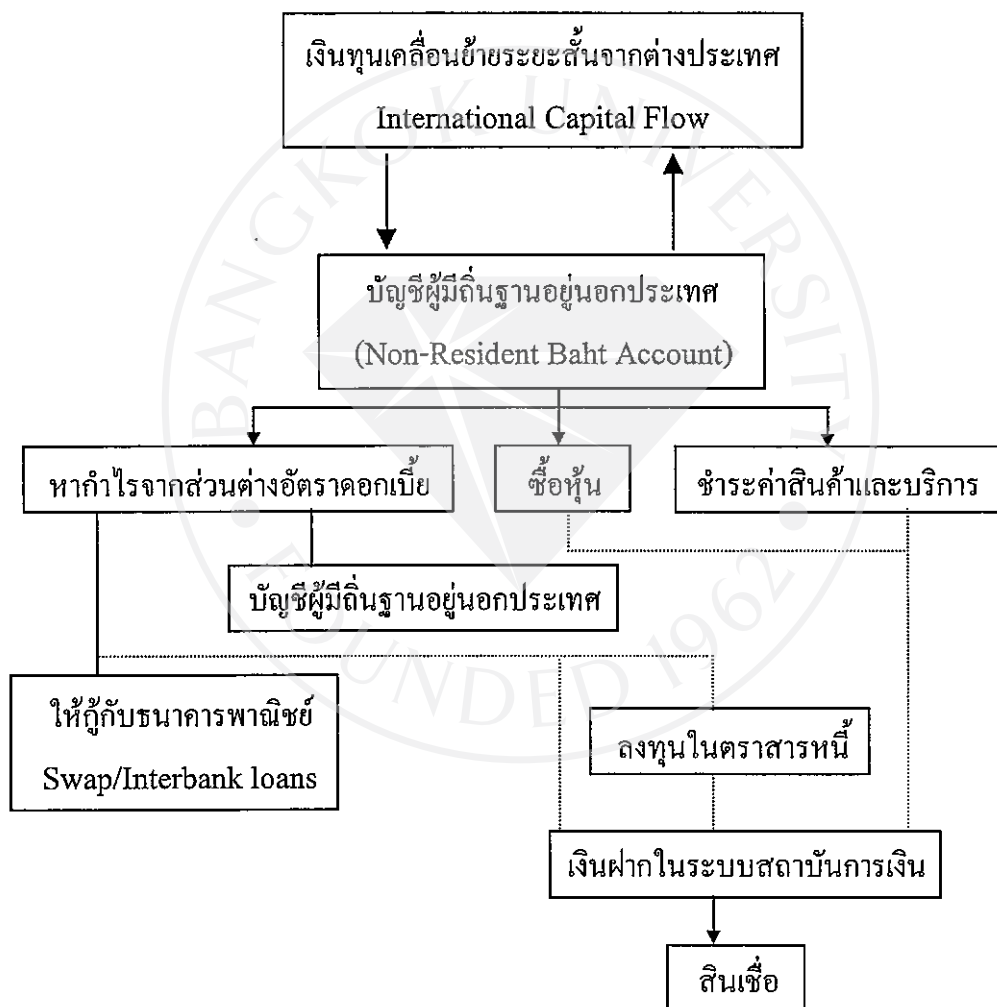 เงินทุนเคลื่อนย้ายระยะสั้นจากต่างประเทศ
International Capital Flow
บัญชีผู้มีถิ่นฐานอยู่นอกประเทศ
(Non-Resident Baht Account)
หากำไรจากส่วนต่างอัตราดอกเบี้ย
ซื้อหุ้น
ชำระค่าสินค้าและบริการ
บัญชีผู้มีถิ่นฐานอยู่นอกประเทศ
ให้กู้กับธนาคารพาณิชย์
Swap/Interbank loans
ลงทุนในตราสารหนี้
เงินฝากในระบบสถาบันการเงิน
สินเชื่อ
BANGKOK UNIVERSITY
FOUNDED 1962